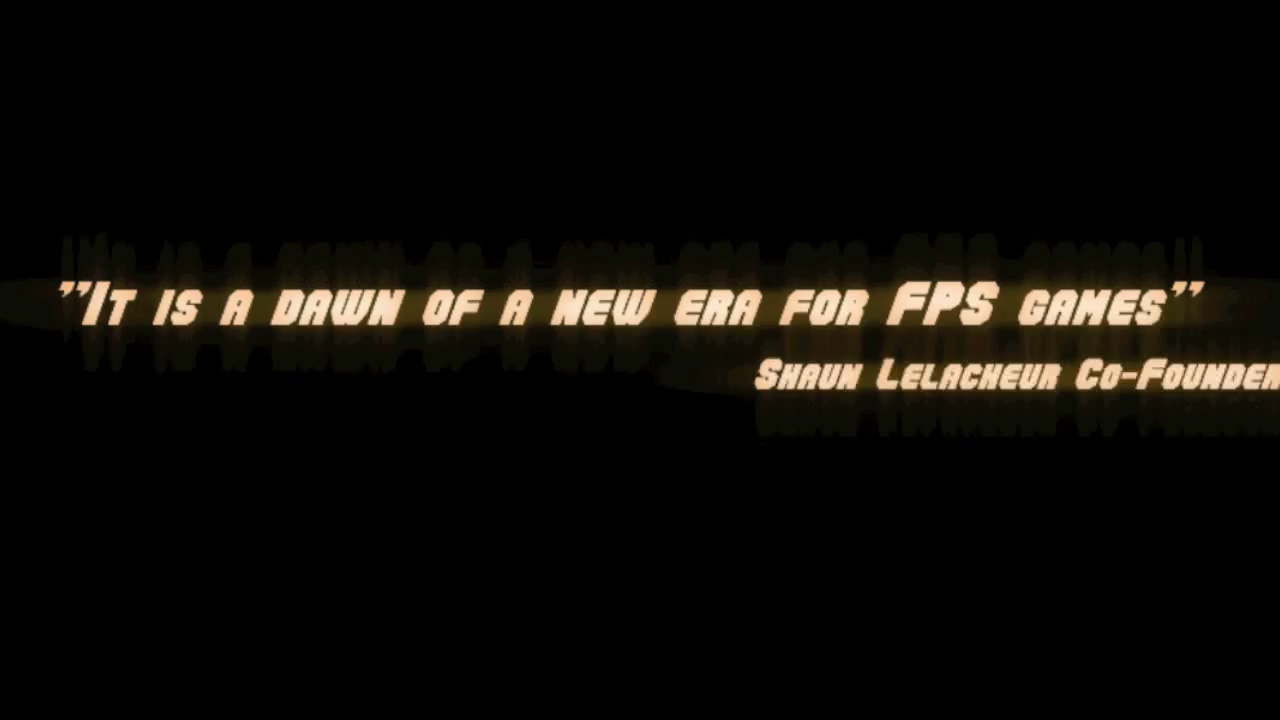 "It is a dawn of a new era for FPS games"
Shaun Lelacheur Co-Founder